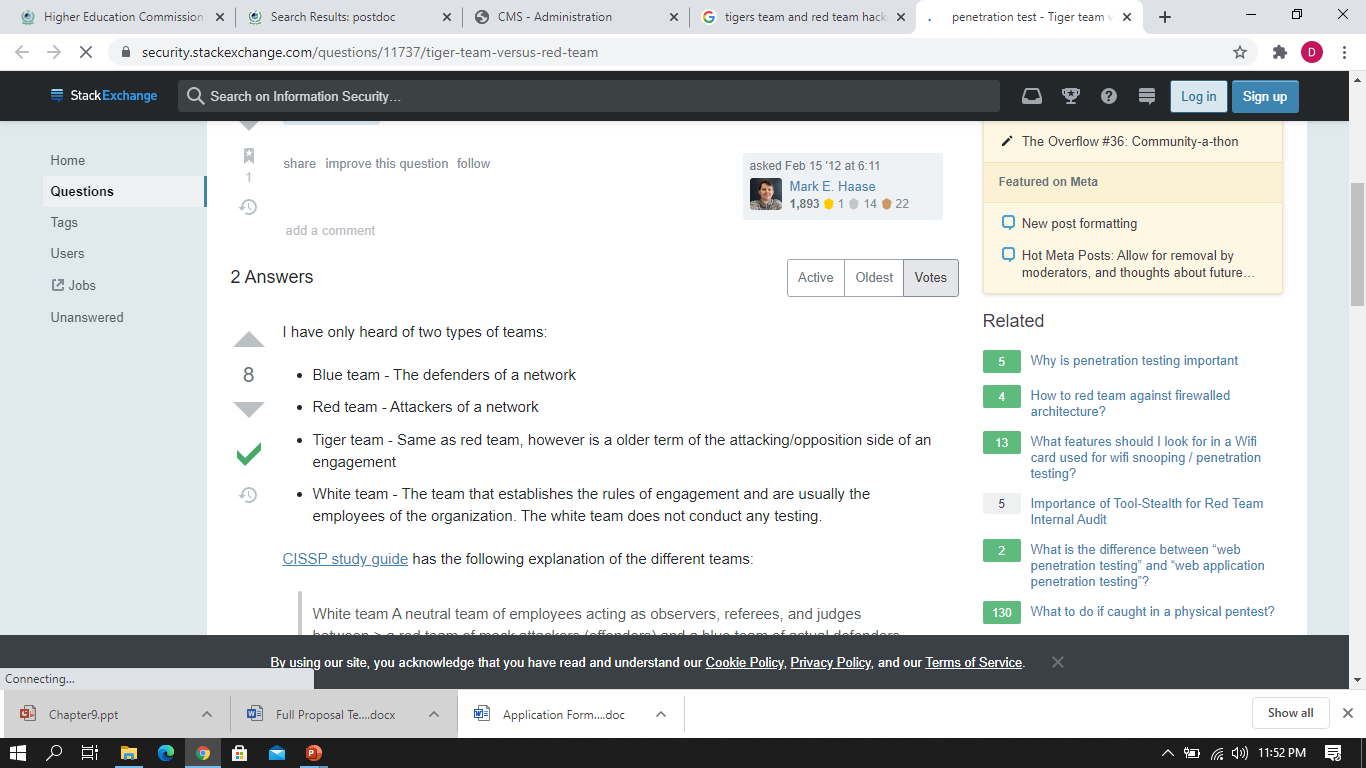 Higher Education Commission
Search Results: postdoc
CMS - Administration
tigers team and red team hack
penetration test - Tiger team v
security.stackexchange.com/questions/11737/tiger-team-versus-red-team
D
StackExchange
Search on Information Security…
Log in
Sign up
Home
Questions
Tags
Users
Jobs
Unanswered
1
share improve this question follow
asked Feb 15 '12 at 6:11
Mark E. Haase
1,893 1 14 22
add a comment
2 Answers
Active
Oldest
Votes
8
I have only heard of two types of teams:
• Blue team - The defenders of a network
• Red team - Attackers of a network
• Tiger team - Same as red team, however is a older term of the attacking/opposition side of an
engagement
• White team - The team that establishes the rules of engagement and are usually the
employees of the organization. The white team does not conduct any testing.
CISSP study guide has the following explanation of the different teams:
White team A neutral team of employees acting as observers, referees, and judges
between > a red team of mock attackers (offenders) and a blue team of actual defenders
The Overflow #36: Community-a-thon
Featured on Meta
New post formatting
Hot Meta Posts: Allow for removal by
moderators, and thoughts about future…
Related
5 Why is penetration testing important
4 How to red team against firewalled
architecture?
13 What features should I look for in a Wifi
card used for wifi snooping / penetration
testing?
5 Importance of Tool-Stealth for Red Team
Internal Audit
2 What is the difference between “web
penetration testing” and “web application
penetration testing”?
130 What to do if caught in a physical pentest?
By using our site, you acknowledge that you have read and understand our Cookie Policy, Privacy Policy, and our Terms of Service.
Connecting...
Chapter9.ppt
Full Proposal Te....docx
Application Form....doc
Show all
11:52 PM